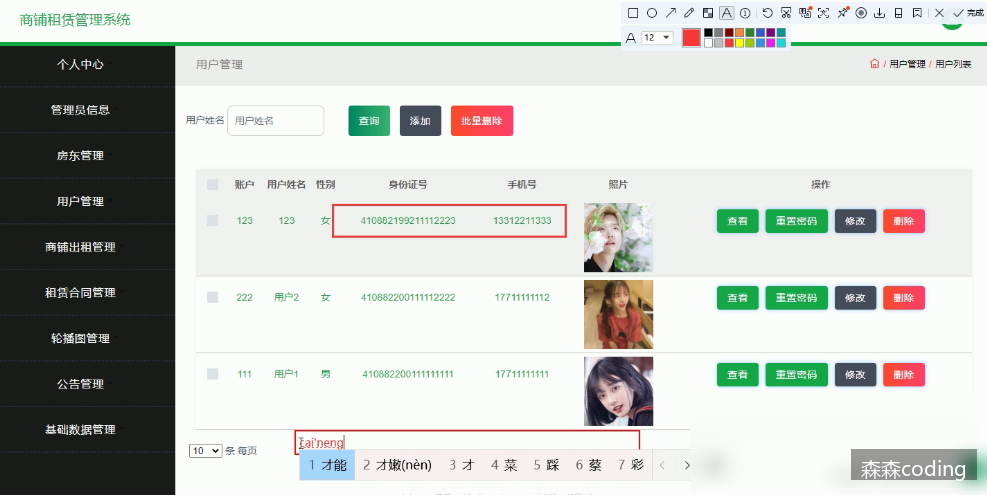 商铺租赁管理系统
12 完成
个人中心
管理员信息
房东管理
用户管理
商铺出租管理
租赁合同管理
轮播图管理
公告管理
基础数据管理
用户管理
/ 用户管理 / 用户列表
用户姓名 用户姓名 查询 添加 批量删除
账户 用户姓名 性别 身份证号 手机号 照片 操作
123 123 女 410882199211112223 13312211333 查看 重置密码 修改 删除
222 用户2 女 410882200111112222 17711111112 查看 重置密码 修改 删除
111 用户1 男 410882200111111111 17711111111 查看 重置密码 修改 删除
cai'neng
10 条 每页
1 才能 2 才嫩(nèn) 3 才 4 菜 5 踩 6 蔡 7 彩
森森coding